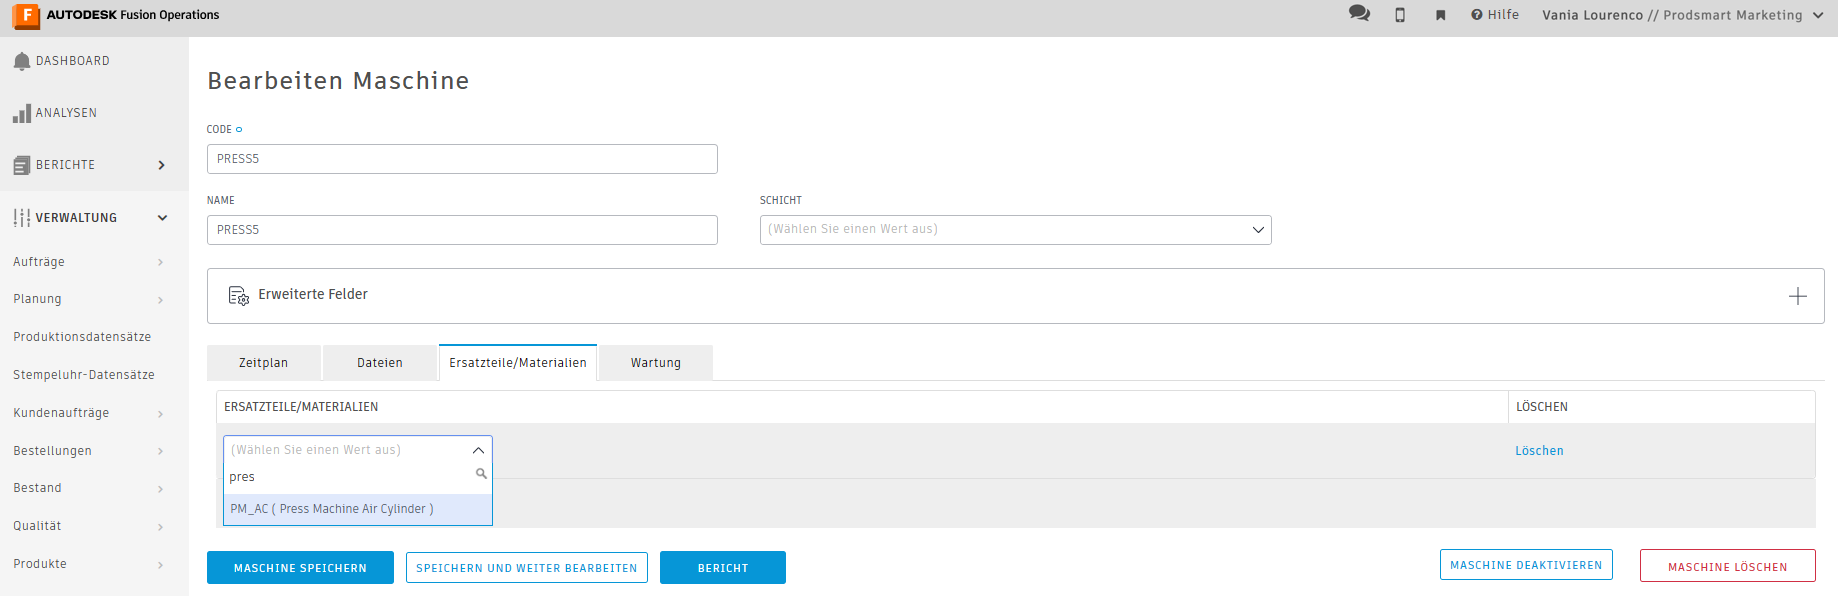 F AUTODESK Fusion Operations
Hilfe
Vania Lourenco // Prodsmart Marketing
DASHBOARD
ANALYSEN
BERICHTE
VERWALTUNG
Aufträge
Planung
Produktionsdatensätze
Stempeluhr-Datensätze
Kundenaufträge
Bestellungen
Bestand
Qualität
Produkte
Bearbeiten Maschine
CODE
PRESS5
NAME
PRESS5
SCHICHT
(Wählen Sie einen Wert aus)
Erweiterte Felder
Zeitplan
Dateien
Ersatzteile/Materialien
Wartung
ERSATZTEILE/MATERIALIEN
LÖSCHEN
(Wählen Sie einen Wert aus)
Löschen
pres
PM_AC ( Press Machine Air Cylinder )
MASCHINE SPEICHERN
SPEICHERN UND WEITER BEARBEITEN
BERICHT
MASCHINE DEAKTIVIEREN
MASCHINE LÖSCHEN